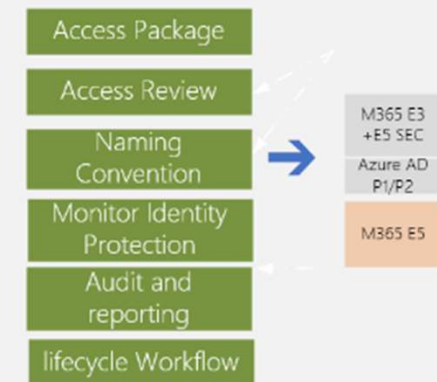 Access Package
Access Review
Naming
Convention
Monitor Identity
Protection
Audit and
reporting
lifecycle Workflow
M365 E3
+E5 SEC
Azure AD
P1/P2
M365 E5